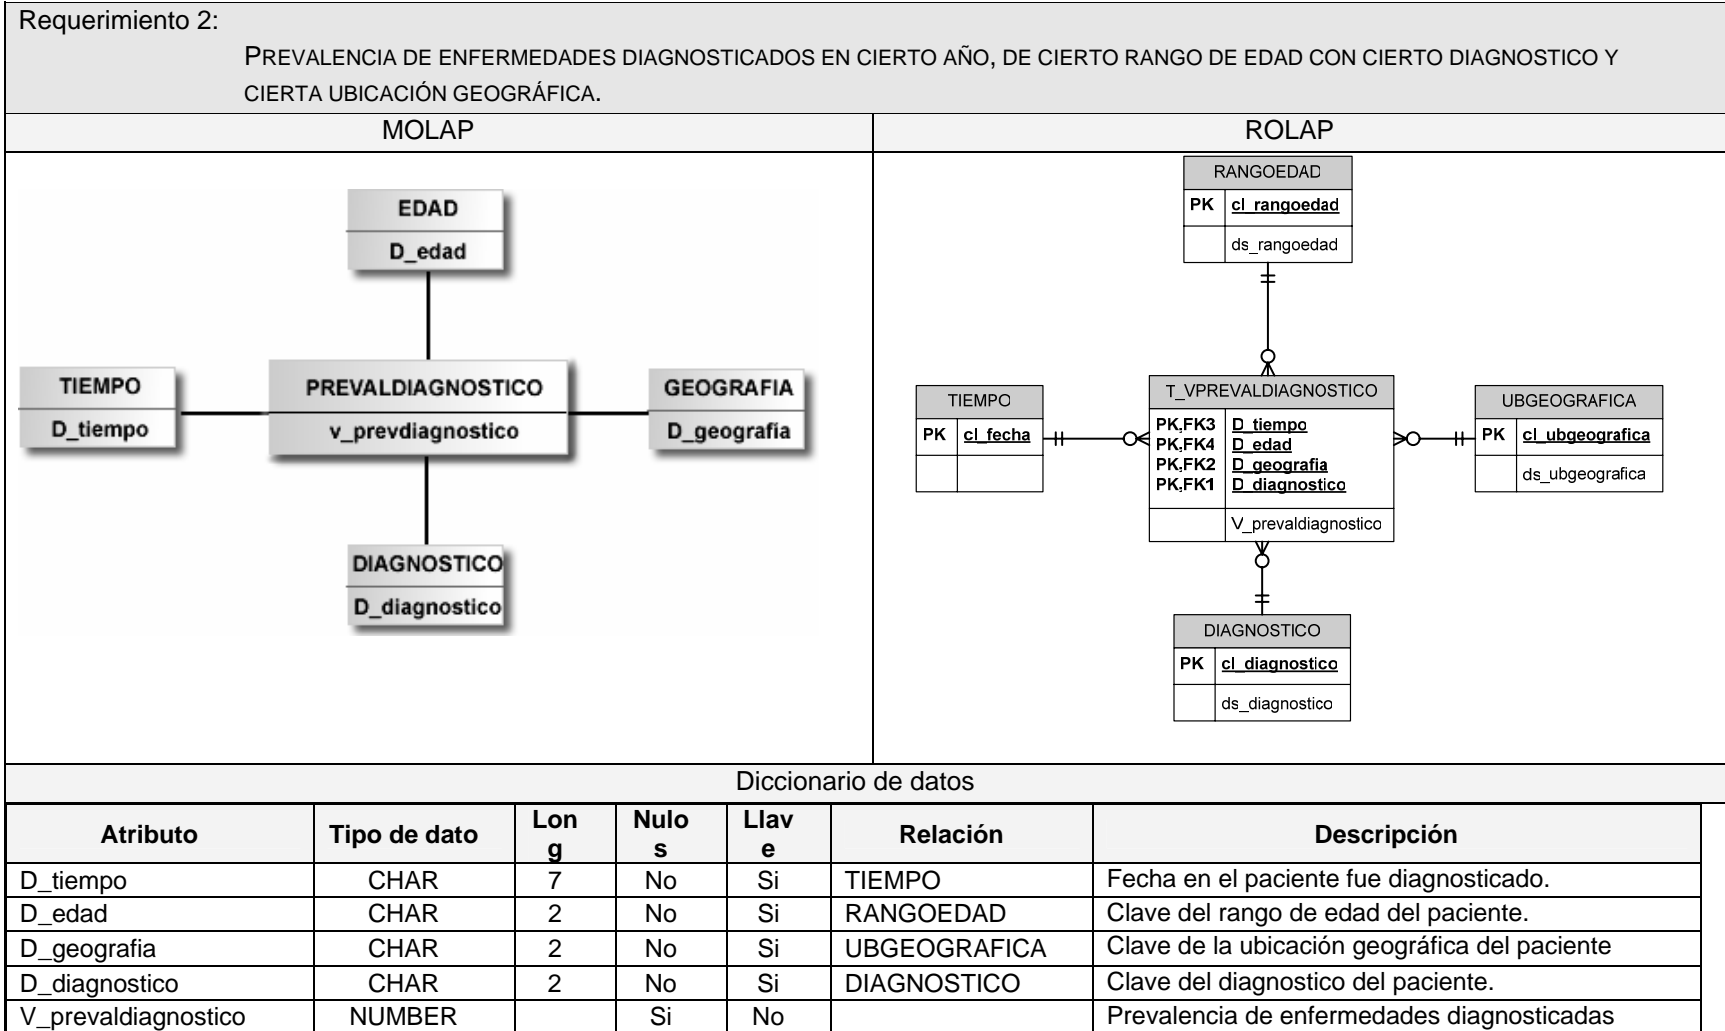 Requerimiento 2:
PREVALENCIA DE ENFERMEDADES DIAGNOSTICADOS EN CIERTO AÑO, DE CIERTO RANGO DE EDAD CON CIERTO DIAGNOSTICO Y
CIERTA UBICACIÓN GEOGRÁFICA.
MOLAP
ROLAP
EDAD
D_edad
TIEMPO
D_tiempo
PREVALDIAGNOSTICO
v_prevdiagnostico
GEOGRAFIA
D_geografia
DIAGNOSTICO
D_diagnostico
RANGOEDAD
PK cl_rangoedad
ds_rangoedad
TIEMPO
PK cl_fecha
T_VPREVALDIAGNOSTICO
PK,FK3 D_tiempo
PK,FK4 D_edad
PK,FK2 D_geografia
PK,FK1 D_diagnostico
V_prevaldiagnostico
UBGEOGRAFICA
PK cl_ubgeografica
ds_ubgeografica
DIAGNOSTICO
PK cl_diagnostico
ds_diagnostico
Diccionario de datos
Atributo Tipo de dato Lon g Nulo s Llav e Relación Descripción
D_tiempo CHAR 7 No Si TIEMPO Fecha en el paciente fue diagnosticado.
D_edad CHAR 2 No Si RANGOEDAD Clave del rango de edad del paciente.
D_geografia CHAR 2 No Si UBGEOGRAFICA Clave de la ubicación geográfica del paciente
D_diagnostico CHAR 2 No Si DIAGNOSTICO Clave del diagnostico del paciente.
V_prevaldiagnostico NUMBER Si No Prevalencia de enfermedades diagnosticadas